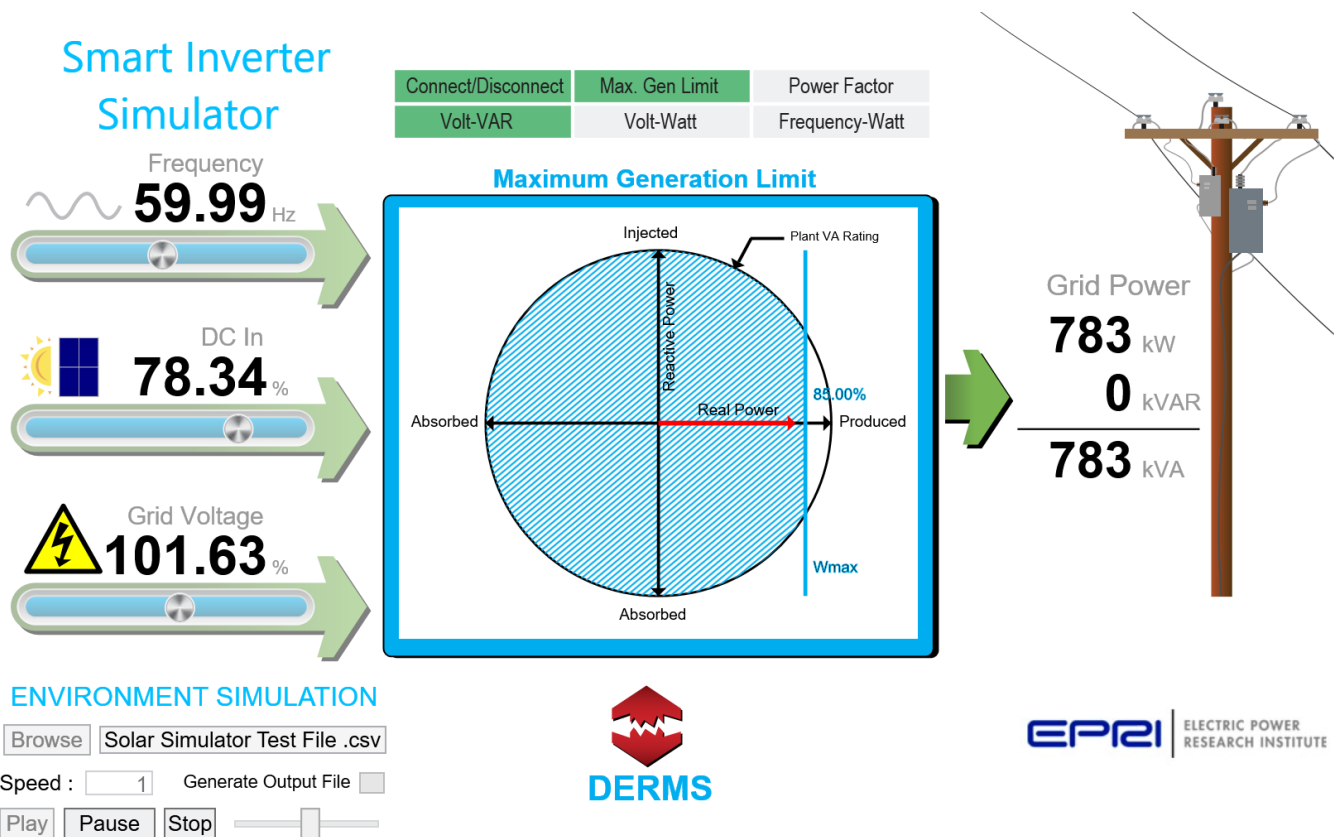 Smart Inverter
Simulator
Connect/Disconnect Max. Gen Limit Power Factor
Volt-VAR Volt-Watt Frequency-Watt
Frequency
59.99 Hz
DC In
78.34 %
Grid Voltage
101.63 %
Maximum Generation Limit
Injected
Plant VA Rating
Reactive Power
85.00%
Real Power
Absorbed
Produced
Wmax
Absorbed
Grid Power
783 kW
0 kVAR
783 kVA
ENVIRONMENT SIMULATION
Browse Solar Simulator Test File .csv
Speed : 1 Generate Output File
Play Pause Stop
DERMS
EPRI ELECTRIC POWER
RESEARCH INSTITUTE